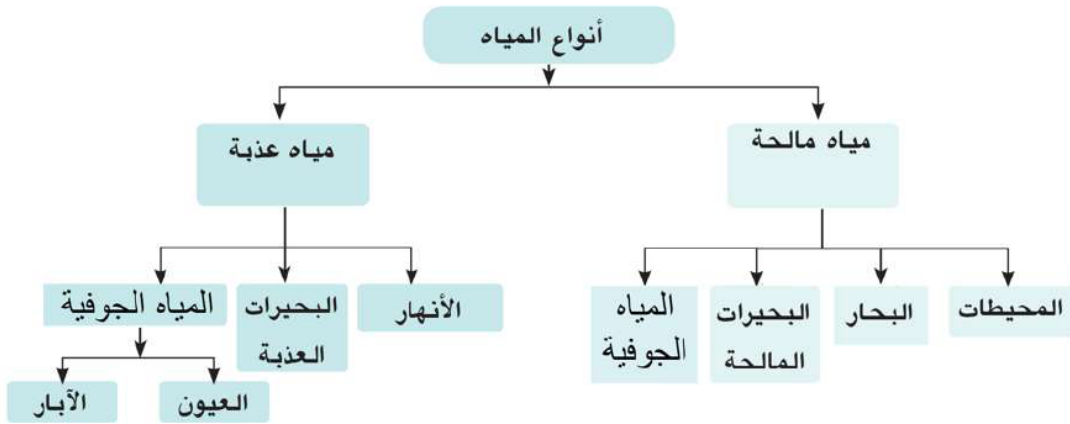 أنواع المياه
مياه مالحة
مياه عذبة
المحيطات
البحار
البحيرات
المالحة
المياه
الجوفية
الأنهار
البحيرات
العذبة
المياه الجوفية
العيون
الآبار